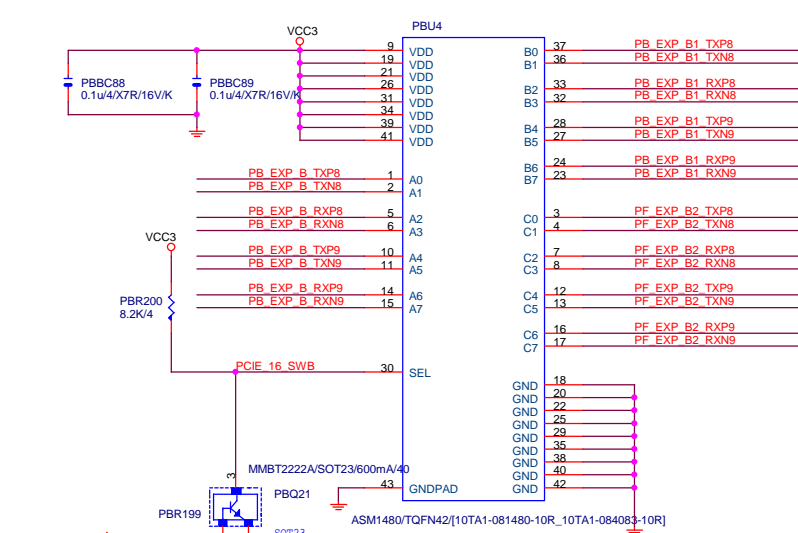 VCC3
PBU4
PBBC88
0.1u/4/X7R/16V/K
PBBC89
0.1u/4/X7R/16V/K
9 VDD
19 VDD
21 VDD
26 VDD
31 VDD
34 VDD
39 VDD
41 VDD
PB_EXP_B_TXP8 1 A0
PB_EXP_B_TXN8 2 A1
PB_EXP_B_RXP8 5 A2
PB_EXP_B_RXN8 6 A3
PB_EXP_B_TXP9 10 A4
PB_EXP_B_TXN9 11 A5
PB_EXP_B_RXP9 14 A6
PB_EXP_B_RXN9 15 A7
VCC3
PBR200
8.2K/4
PCIE_16_SWB 30 SEL
B0 37 PB_EXP_B1_TXP8
B1 36 PB_EXP_B1_TXN8
B2 33 PB_EXP_B1_RXP8
B3 32 PB_EXP_B1_RXN8
B4 28 PB_EXP_B1_TXP9
B5 27 PB_EXP_B1_TXN9
B6 24 PB_EXP_B1_RXP9
B7 23 PB_EXP_B1_RXN9
C0 3 PF_EXP_B2_TXP8
C1 4 PF_EXP_B2_TXN8
C2 7 PF_EXP_B2_RXP8
C3 8 PF_EXP_B2_RXN8
C4 12 PF_EXP_B2_TXP9
C5 13 PF_EXP_B2_TXN9
C6 16 PF_EXP_B2_RXP9
C7 17 PF_EXP_B2_RXN9
GND 18
GND 20
GND 22
GND 25
GND 29
GND 35
GND 38
GND 40
GND 42
3
MMBT2222A/SOT23/600mA/40
43 GNDPAD
PBQ21
PBR199
ASM1480/TQFN42/[10TA1-081480-10R_10TA1-084083-10R]
SOT23